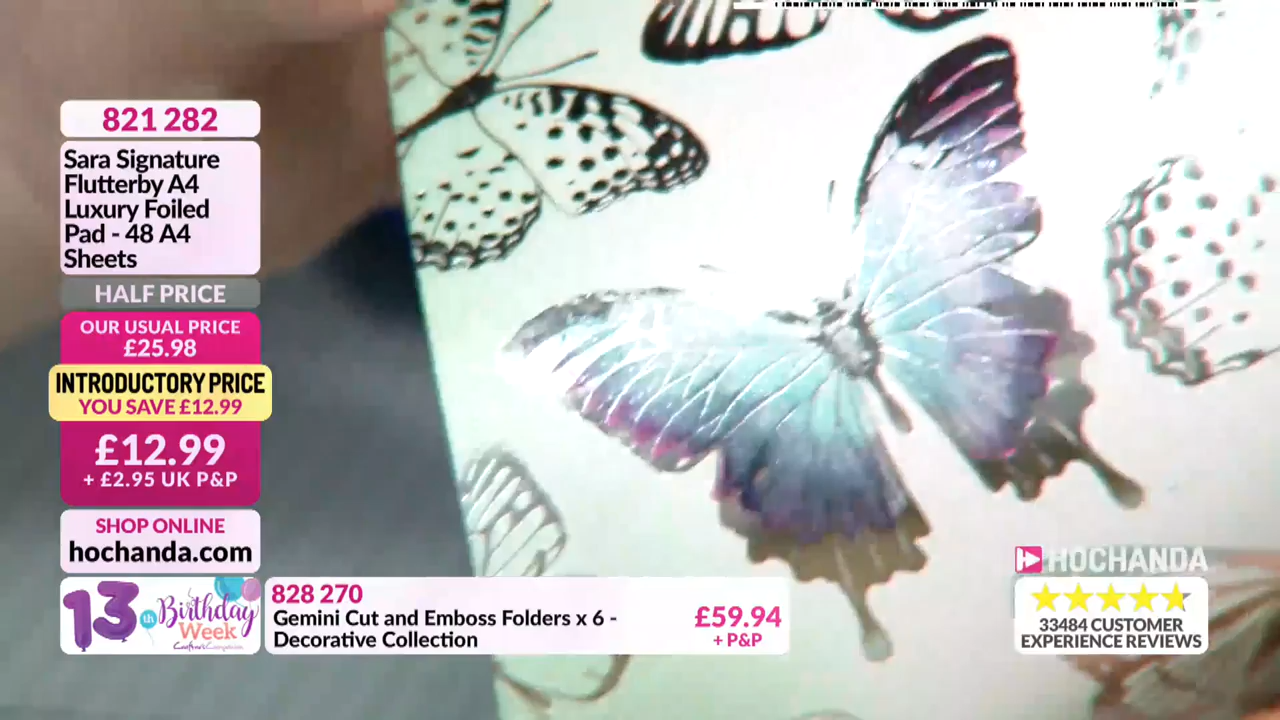 821 282
Sara Signature
Flutterby A4
Luxury Foiled
Pad - 48 A4
Sheets
HALF PRICE
OUR USUAL PRICE
£25.98
INTRODUCTORY PRICE
YOU SAVE £12.99
£12.99
+ £2.95 UK P&P
SHOP ONLINE
hochanda.com
13th Birthday
Week
828 270
Gemini Cut and Emboss Folders x 6 -
Decorative Collection
£59.94
+ P&P
HOCHANDA
33484 CUSTOMER
EXPERIENCE REVIEWS